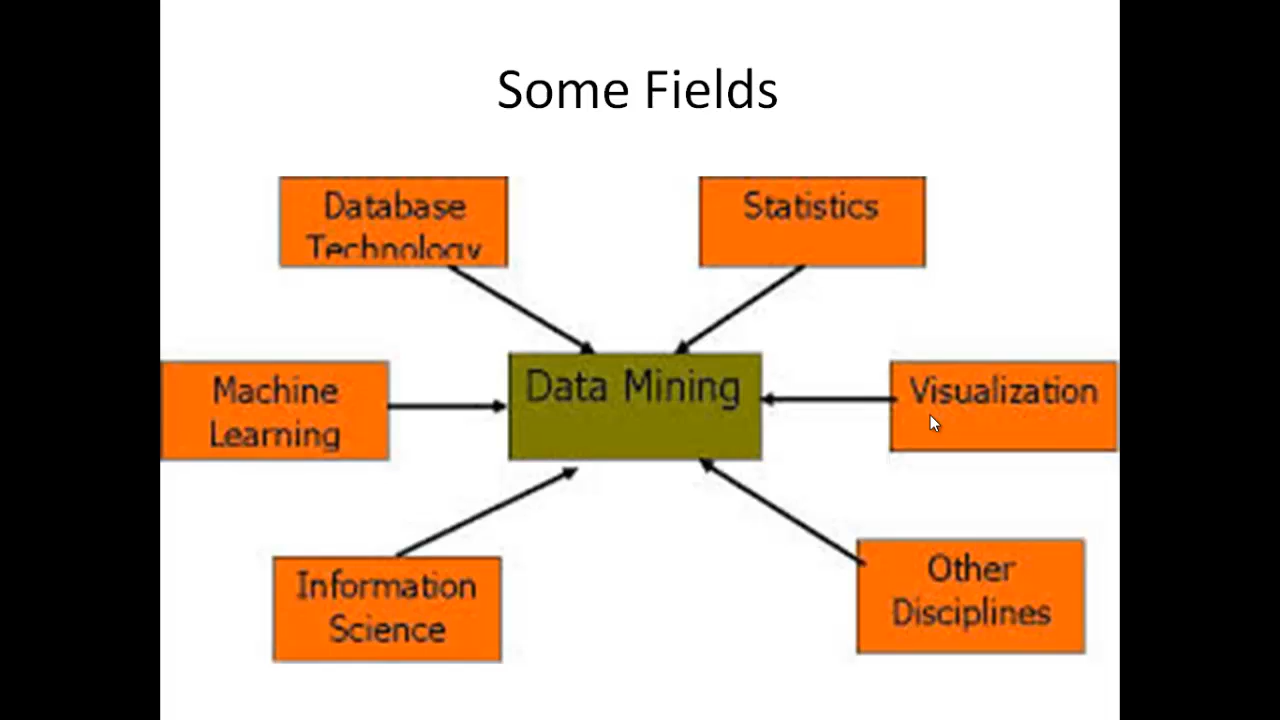 Some Fields
Database
Technology
Statistics
Machine
Learning
Data Mining
Visualization
Information
Science
Other
Disciplines